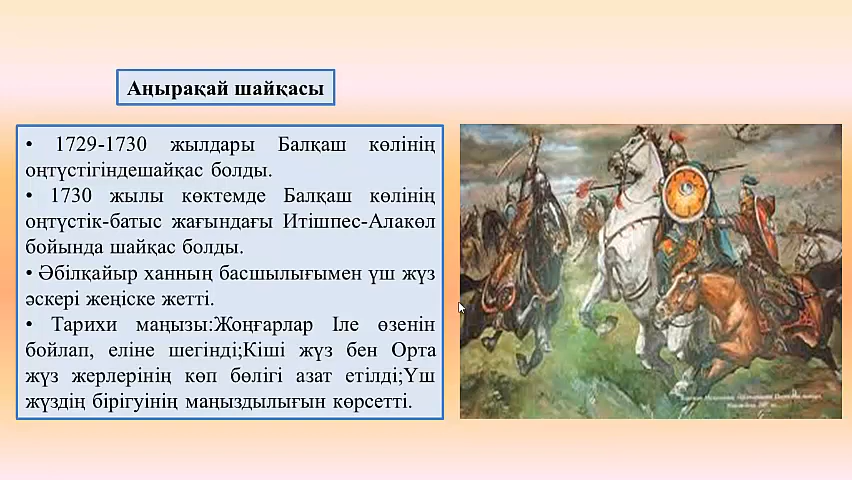 Аңырақай шайқасы
• 1729-1730 жылдары Балқаш көлінің
оңтүстігіндешайқас болды.
• 1730 жылы көктемде Балқаш көлінің
оңтүстік-батыс жағындағы Итішпес-Алакөл
бойында шайқас болды.
• Әбілқайыр ханның басшылығымен үш жүз
әскері жеңіске жетті.
• Тарихи маңызы:Жоңғарлар Іле өзенін
бойлап, еліне шегінді;Кіші жүз бен Орта
жүз жерлерінің көп бөлігі азат етілді;Үш
жүздің бірігуінің маңыздылығын көрсетті.